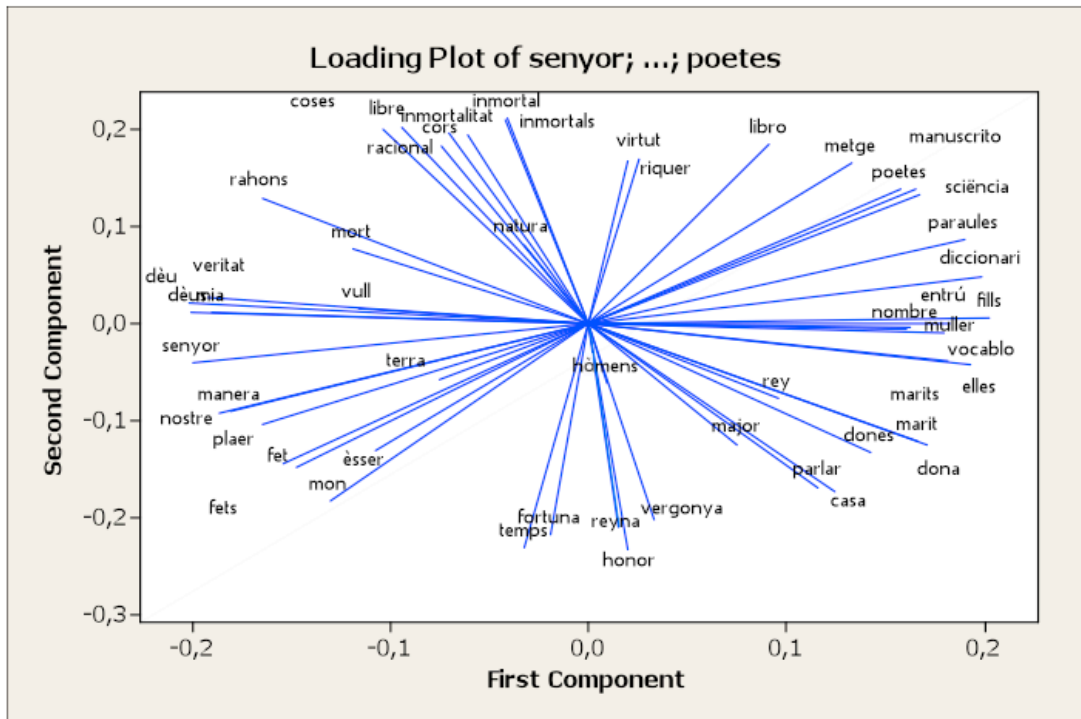 Loading Plot of senyor; ...; poetes
coses
libre
inmortal
inmortalitat
inmortals
cors
racional
virtut
riquer
libro
metge
manuscrito
poetes
sciëncia
rahons
natura
mort
paraules
diccionari
dèu
veritat
vull
dèus
mia
entrú
fills
nombre
muller
senyor
terra
hòmens
vocablo
rey
elles
manera
marits
nostre
plaer
major
marit
dones
fet
èsser
parlar
dona
mon
casa
fets
fortuna
temps
reyna
vergonya
honor
0,2
0,1
0,0
-0,1
-0,2
-0,3
Second Component
-0,2 -0,1 0,0 0,1 0,2
First Component